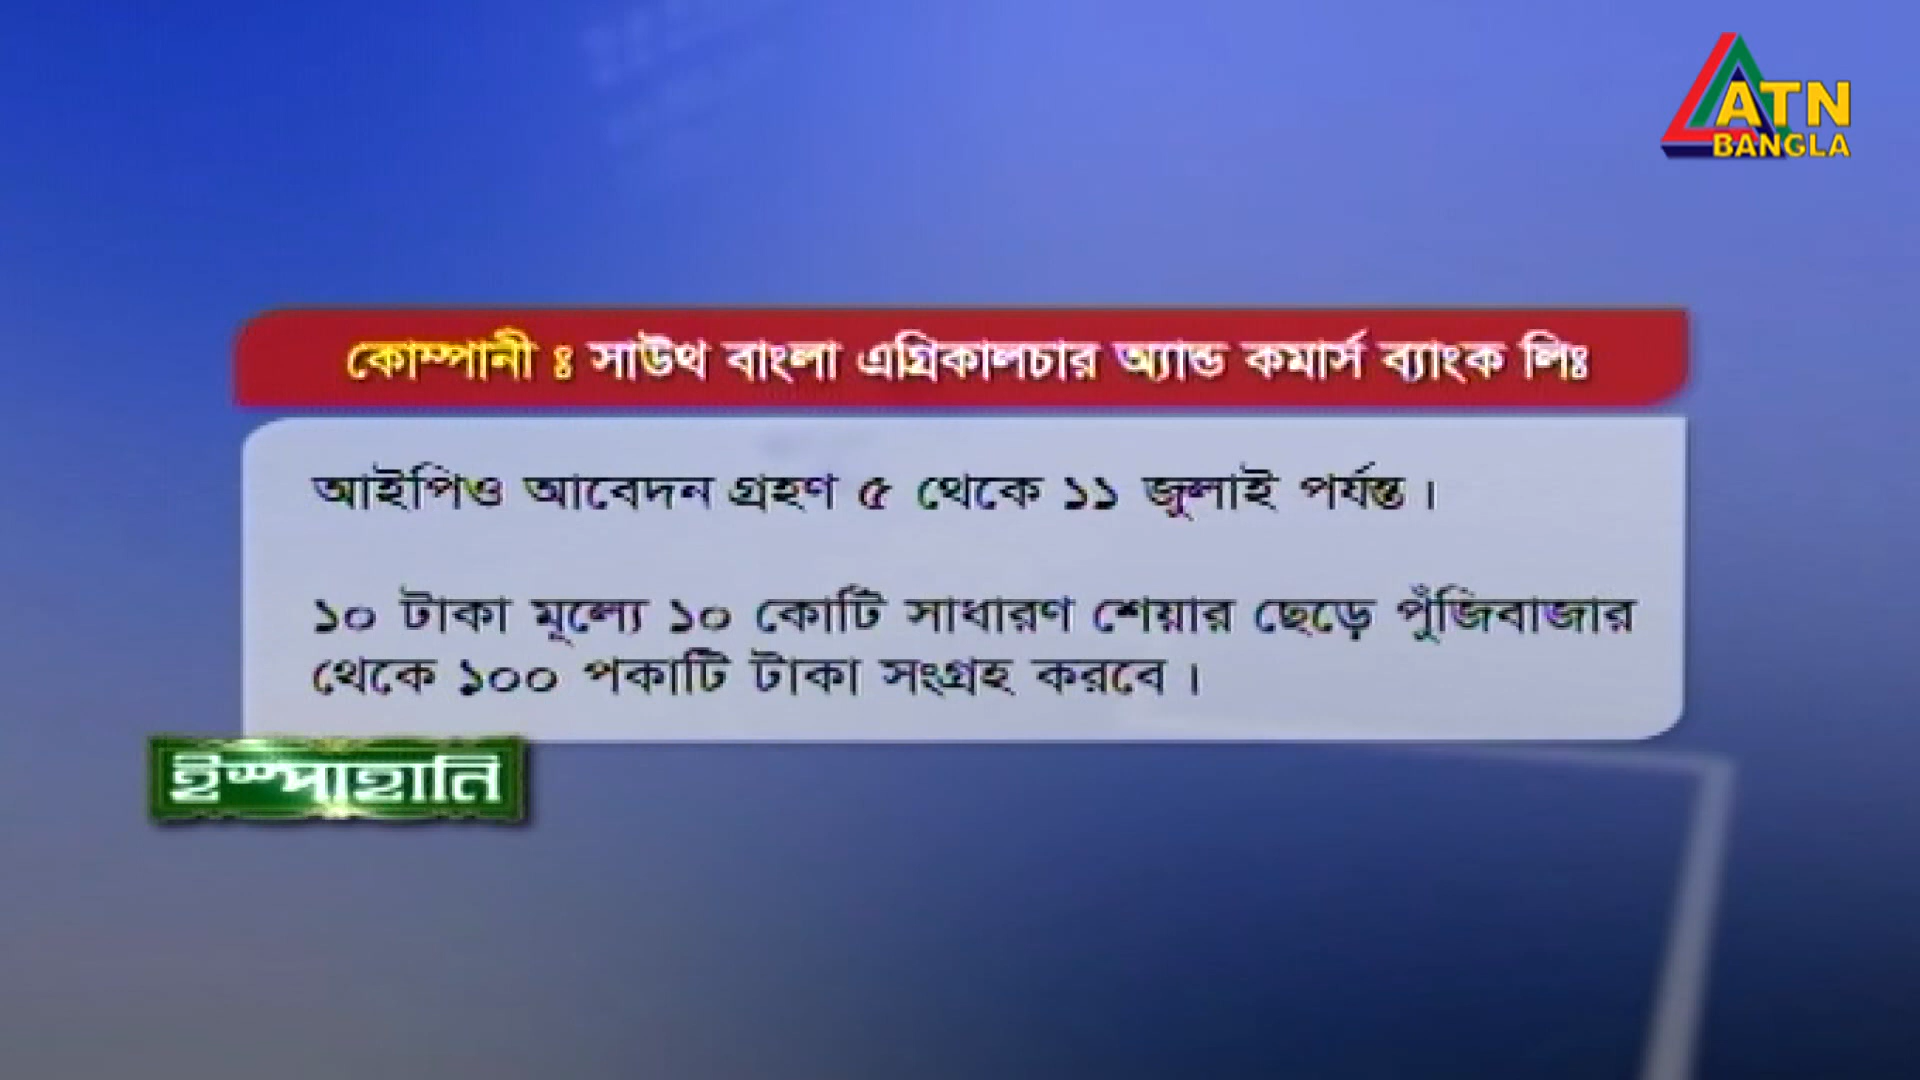 ATN
BANGLA
কোম্পানী ঃ সাউথ বাংলা এগ্রিকালচার অ্যান্ড কমার্স ব্যাংক লিঃ
আইপিও আবেদন গ্রহণ ৫ থেকে ১১ জুলাই পর্যন্ত।
১০ টাকা মূল্যে ১০ কোটি সাধারণ শেয়ার ছেড়ে পুঁজিবাজার
থেকে ১০০ পকাটি টাকা সংগ্রহ করবে।
ইস্পাহানি